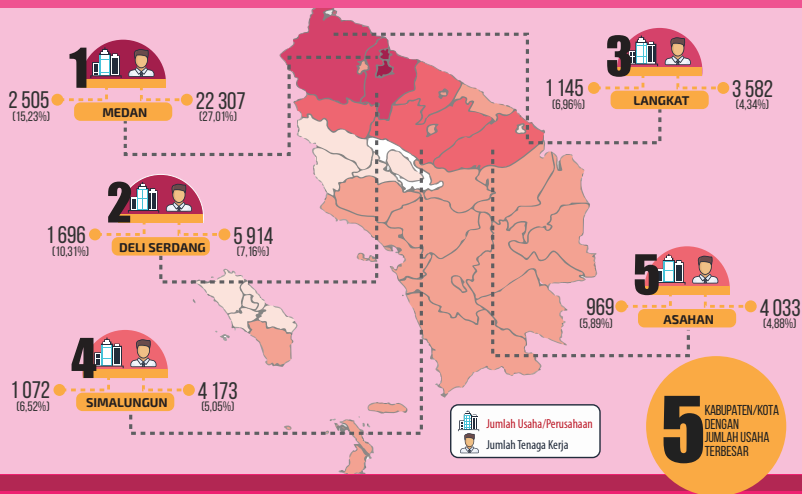 1
MEDAN
2 505
(15,23%)
22 307
(27,01%)
2
DELI SERDANG
1 696
(10,31%)
5 914
(7,16%)
3
LANGKAT
1 145
(6,96%)
3 582
(4,34%)
4
SIMALUNGUN
1 072
(6,52%)
4 173
(5,05%)
5
ASAHAN
969
(5,89%)
4 033
(4,88%)
Jumlah Usaha/Perusahaan
Jumlah Tenaga Kerja
5
KABUPATEN/KOTA
DENGAN
JUMLAH USAHA
TERBESAR